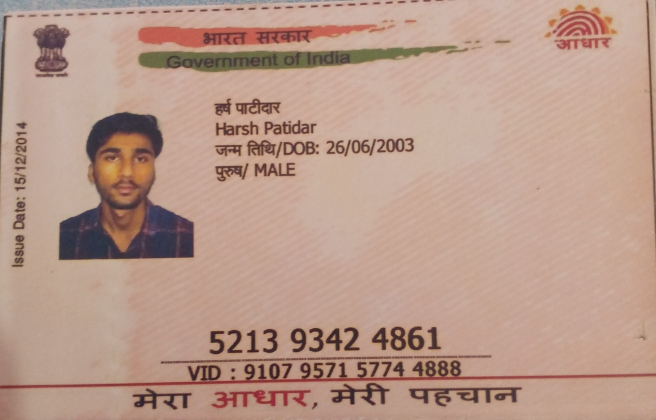 भारत सरकार
Government of India
आधार
Issue Date: 15/12/2014
हर्ष पाटीदार
Harsh Patidar
जन्म तिथि/DOB: 26/06/2003
पुरुष/ MALE
5213 9342 4861
VID : 9107 9571 5774 4888
मेरा आधार, मेरी पहचान